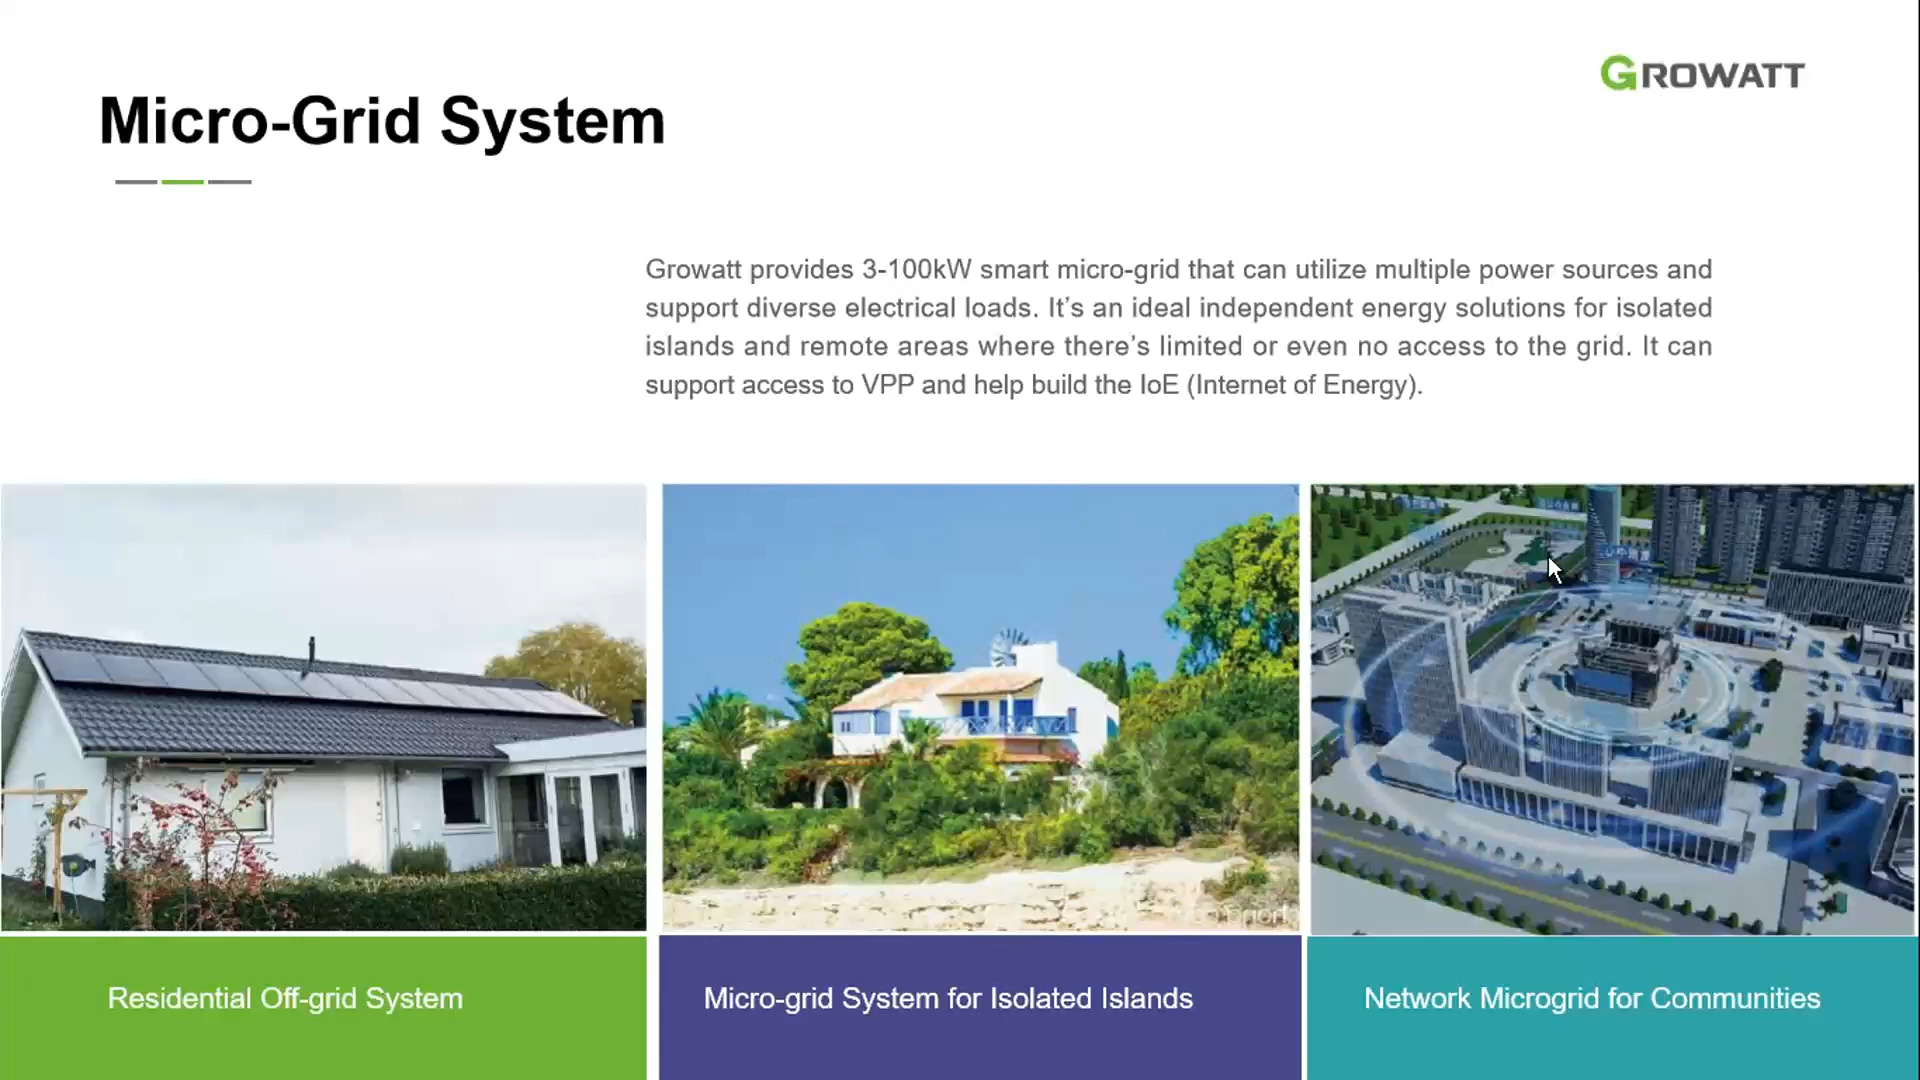 GROWATT
Micro-Grid System
Growatt provides 3-100kW smart micro-grid that can utilize multiple power sources and
support diverse electrical loads. It’s an ideal independent energy solutions for isolated
islands and remote areas where there’s limited or even no access to the grid. It can
support access to VPP and help build the IoE (Internet of Energy).
Residential Off-grid System
Micro-grid System for Isolated Islands
Network Microgrid for Communities